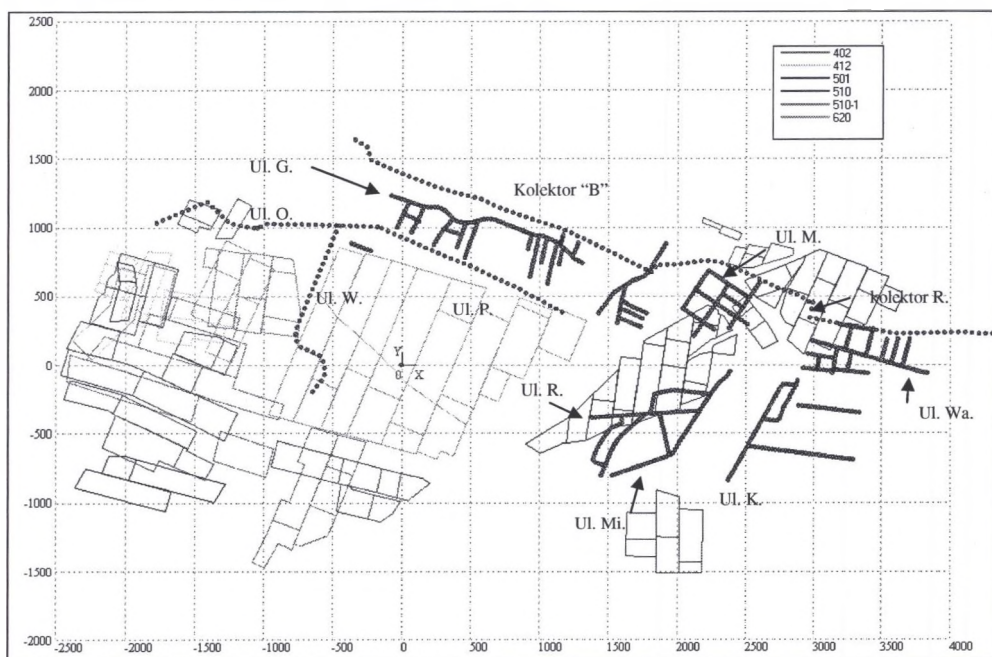 2500
2000
1500
1000
500
0
-500
-1000
-1500
-2000
-2500
-2000
-1500
-1000
-500
0
500
1000
1500
2000
2500
3000
3500
4000
402
412
501
510
510-1
620
Ul. G.
Kolektor "B"
Ul. O.
Ul. M.
kolektor R.
Ul. W.
Ul. P.
Y
0 X
Ul. R.
Ul. Wa.
Ul. K.
Ul. Mi.